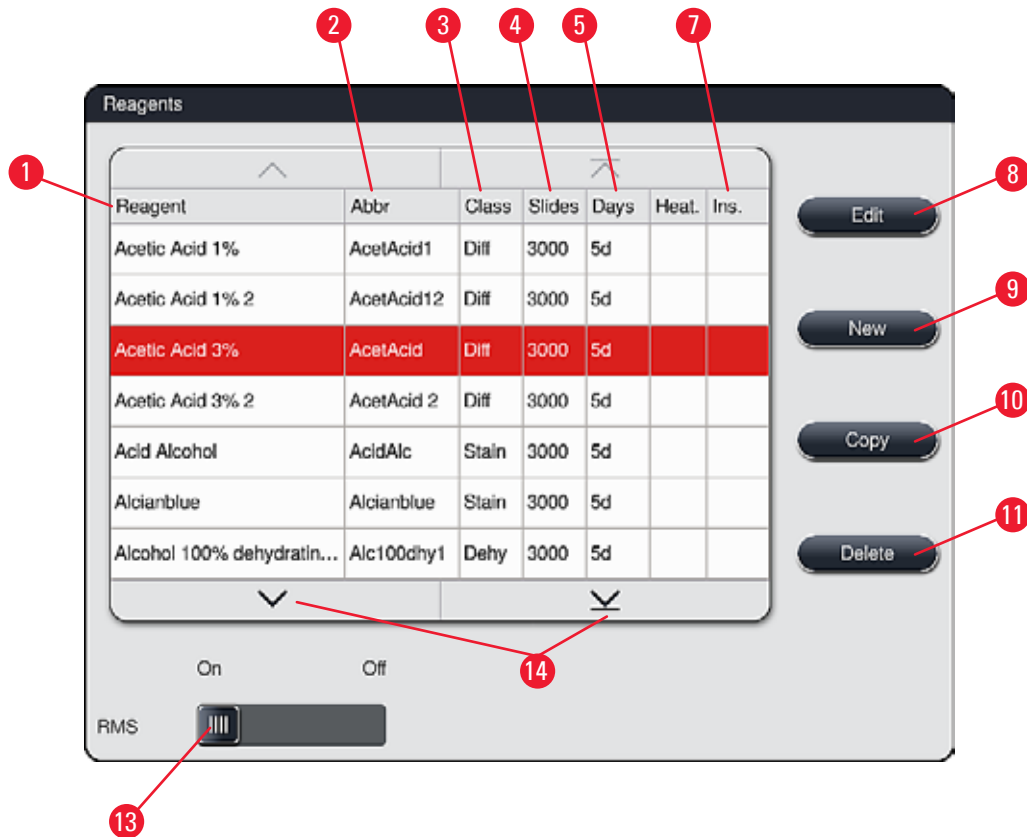 2 3 4 5 7
Reagents
1
8
Reagent Abbr Class Slides Days Heat. Ins.
Edit
Acetic Acid 1% AcetAcid1 Diff 3000 5d
Acetic Acid 1% 2 AcetAcid12 Diff 3000 5d
9
New
Acetic Acid 3% AcetAcid Diff 3000 5d
Acetic Acid 3% 2 AcetAcid 2 Diff 3000 5d
10
Copy
Acid Alcohol AcidAlc Stain 3000 5d
Alcianblue Alcianblue Stain 3000 5d
11
Delete
Alcohol 100% dehydratin... Alc100dhy1 Dehy 3000 5d
14
On Off
RMS
13